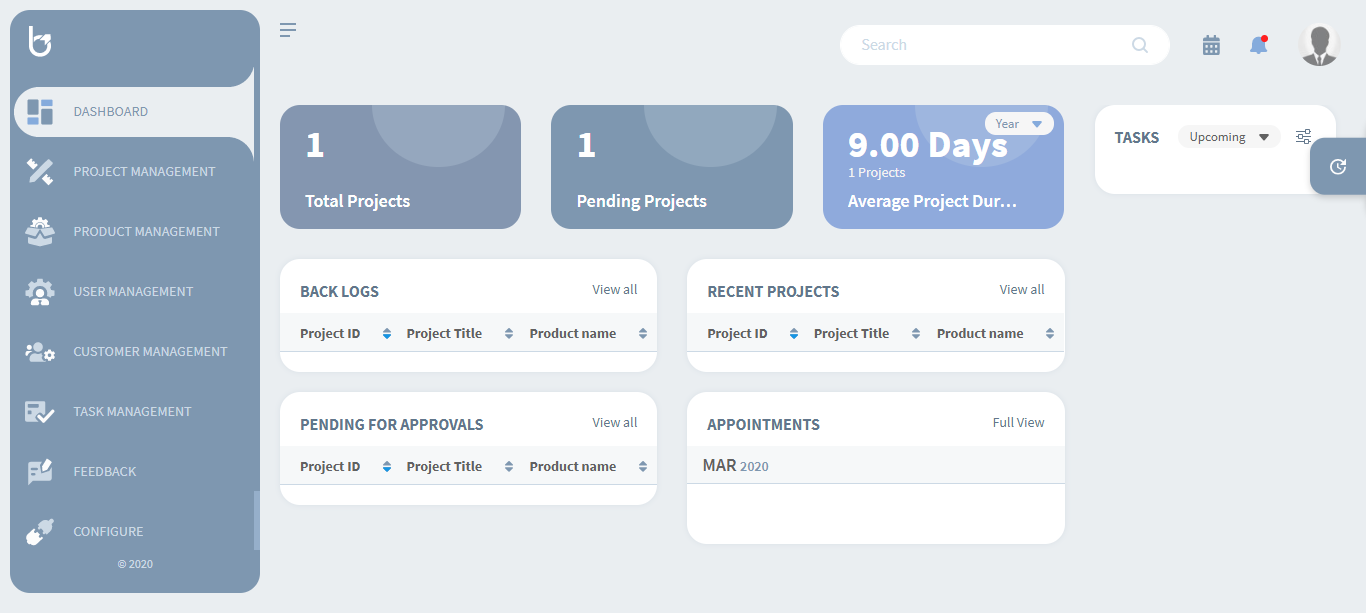 DASHBOARD
PROJECT MANAGEMENT
PRODUCT MANAGEMENT
USER MANAGEMENT
CUSTOMER MANAGEMENT
TASK MANAGEMENT
FEEDBACK
CONFIGURE
© 2020
Search
1
Total Projects
1
Pending Projects
Year
9.00 Days
1 Projects
Average Project Dur...
TASKS Upcoming
BACK LOGS View all
Project ID Project Title Product name
RECENT PROJECTS View all
Project ID Project Title Product name
PENDING FOR APPROVALS View all
Project ID Project Title Product name
APPOINTMENTS Full View
MAR 2020